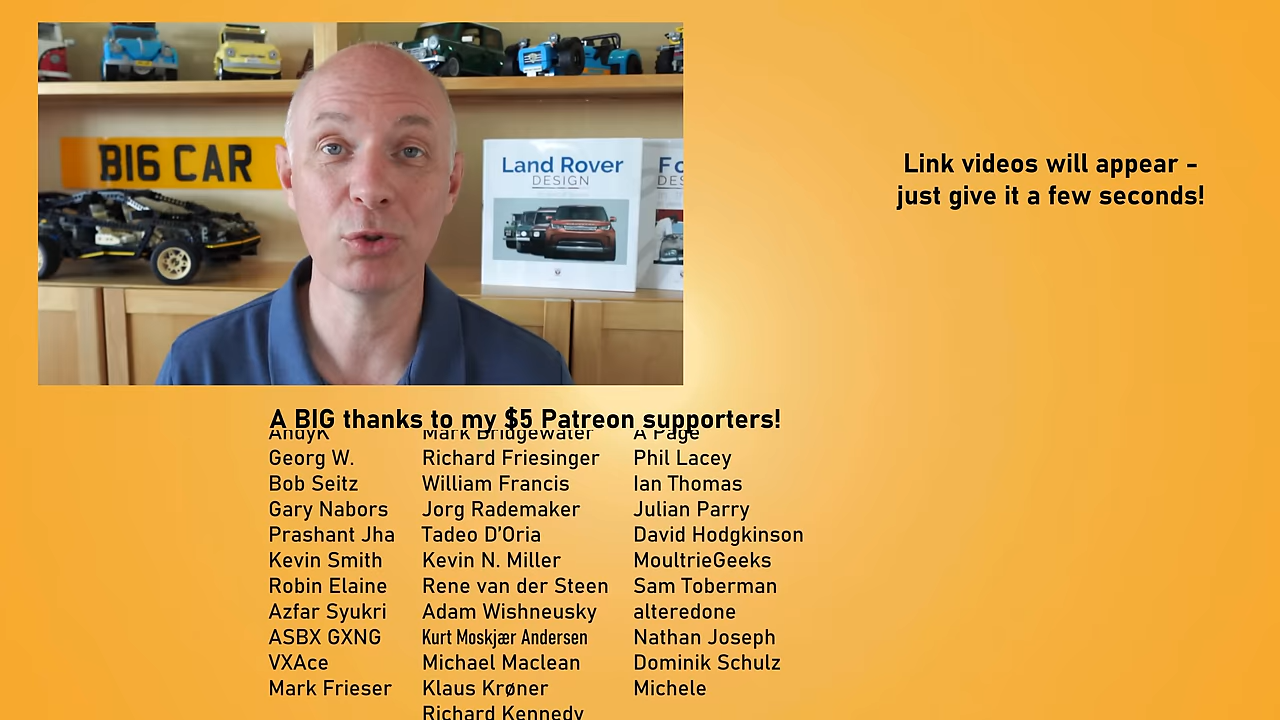 B16 CAR
Land Rover
DESIGN
Link videos will appear -
just give it a few seconds!
A BIG thanks to my $5 Patreon supporters!
AndyK
Georg W.
Bob Seitz
Gary Nabors
Prashant Jha
Kevin Smith
Robin Elaine
Azfar Syukri
ASBX GXNG
VXAce
Mark Frieser
Mark Bridgewater
Richard Friesinger
William Francis
Jorg Rademaker
Tadeo D’Oria
Kevin N. Miller
Rene van der Steen
Adam Wishneusky
Kurt Moskjær Andersen
Michael Maclean
Klaus Krøner
Richard Kennedy
A Page
Phil Lacey
Ian Thomas
Julian Parry
David Hodgkinson
MoultrieGeeks
Sam Toberman
alteredone
Nathan Joseph
Dominik Schulz
Michele